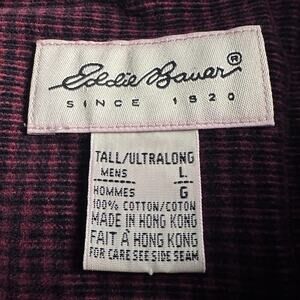 Eddie Bauer®
SINCE 1920
TALL/ULTRALONG
MENS L
HOMMES G
100% COTTON/COTON
MADE IN HONG KONG
FAIT À HONG KONG
FOR CARE SEE SIDE SEAM